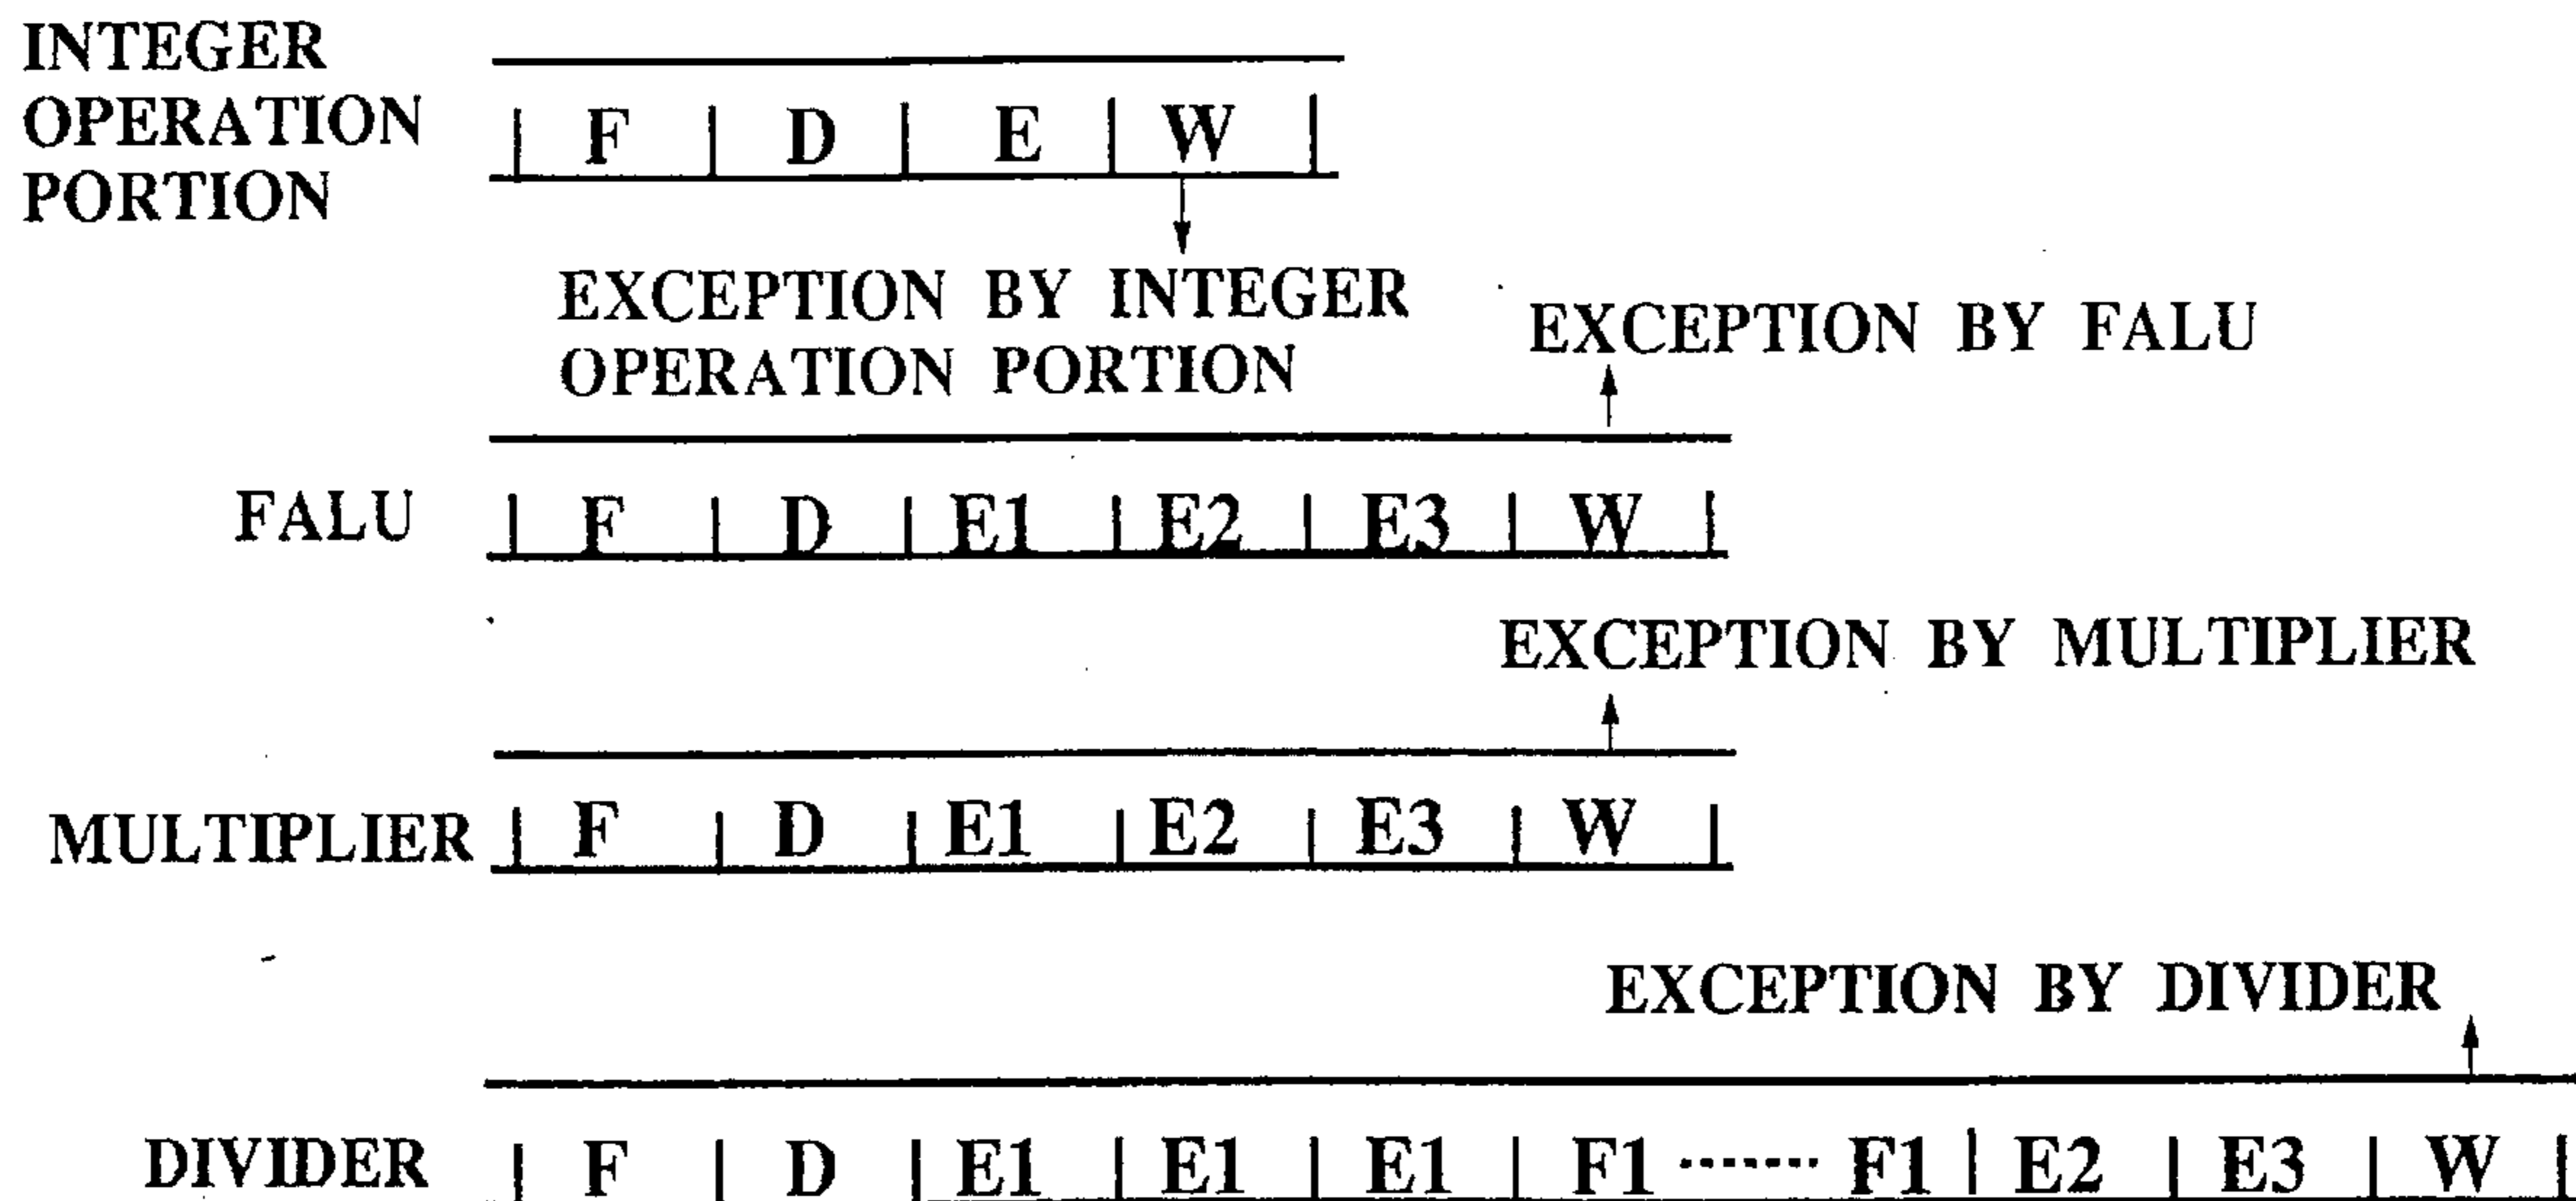 INTEGER
OPERATION
PORTION
| F | D | E | W |
EXCEPTION BY INTEGER
OPERATION PORTION
EXCEPTION BY FALU
FALU | F | D | E1 | E2 | E3 | W |
EXCEPTION BY MULTIPLIER
MULTIPLIER | F | D | E1 | E2 | E3 | W |
EXCEPTION BY DIVIDER
DIVIDER | F | D | E1 | E1 | E1 | F1 ······· F1 | E2 | E3 | W |